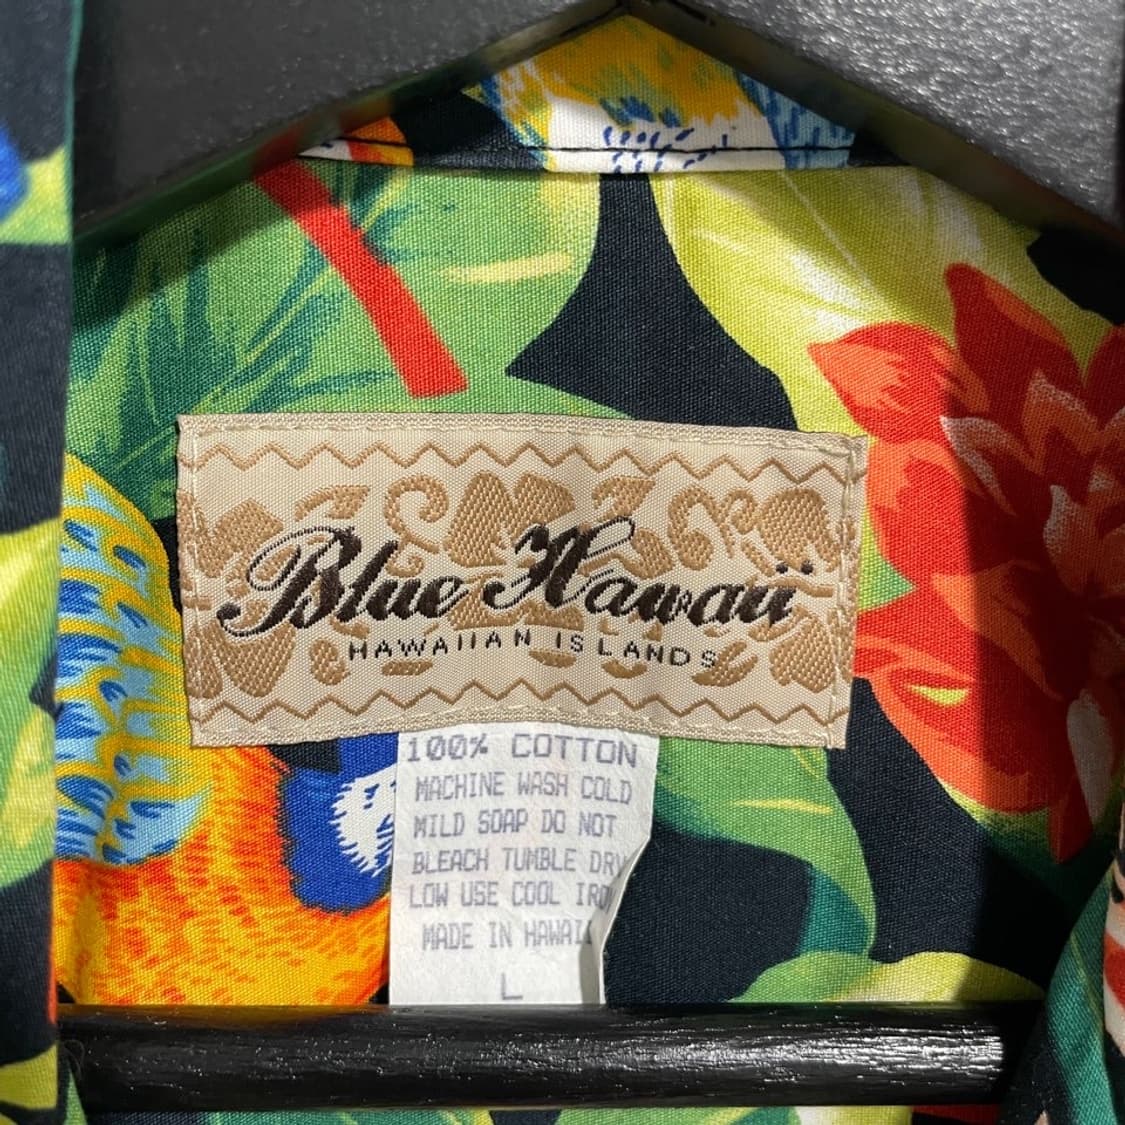 Blue Hawaii
HAWAIIAN ISLANDS
100% COTTON
MACHINE WASH COLD
MILD SOAP DO NOT
BLEACH TUMBLE DRY
LOW USE COOL IRO
MADE IN HAWAII
L